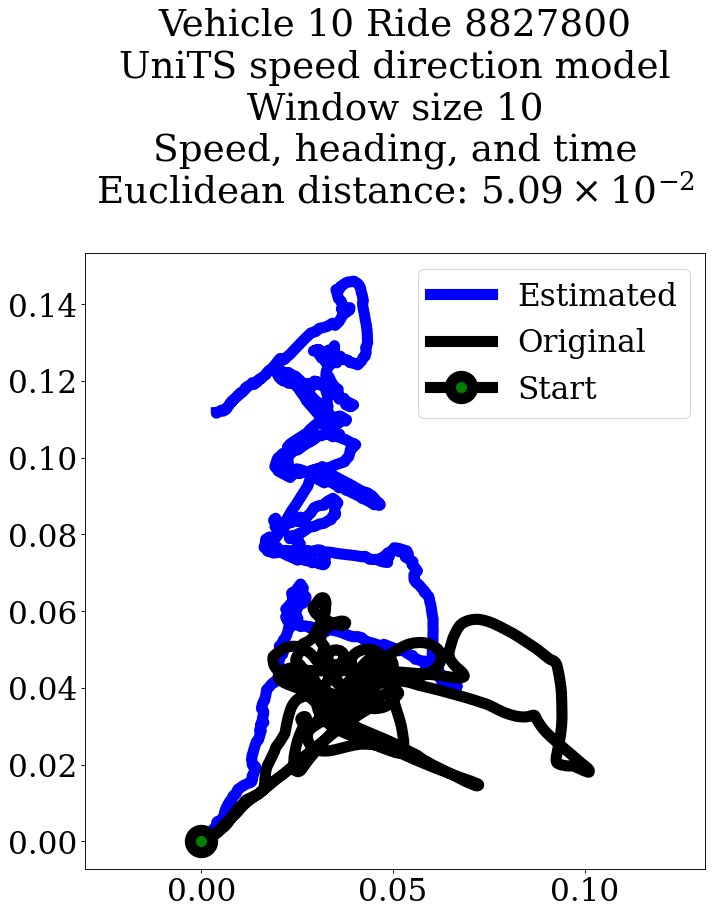 Vehicle 10 Ride 8827800
UniTS speed direction model
Window size 10
Speed, heading, and time
Euclidean distance: $5.09 \times 10^{-2}$
Estimated
Original
Start
0.14
0.12
0.10
0.08
0.06
0.04
0.02
0.00
0.00 0.05 0.10